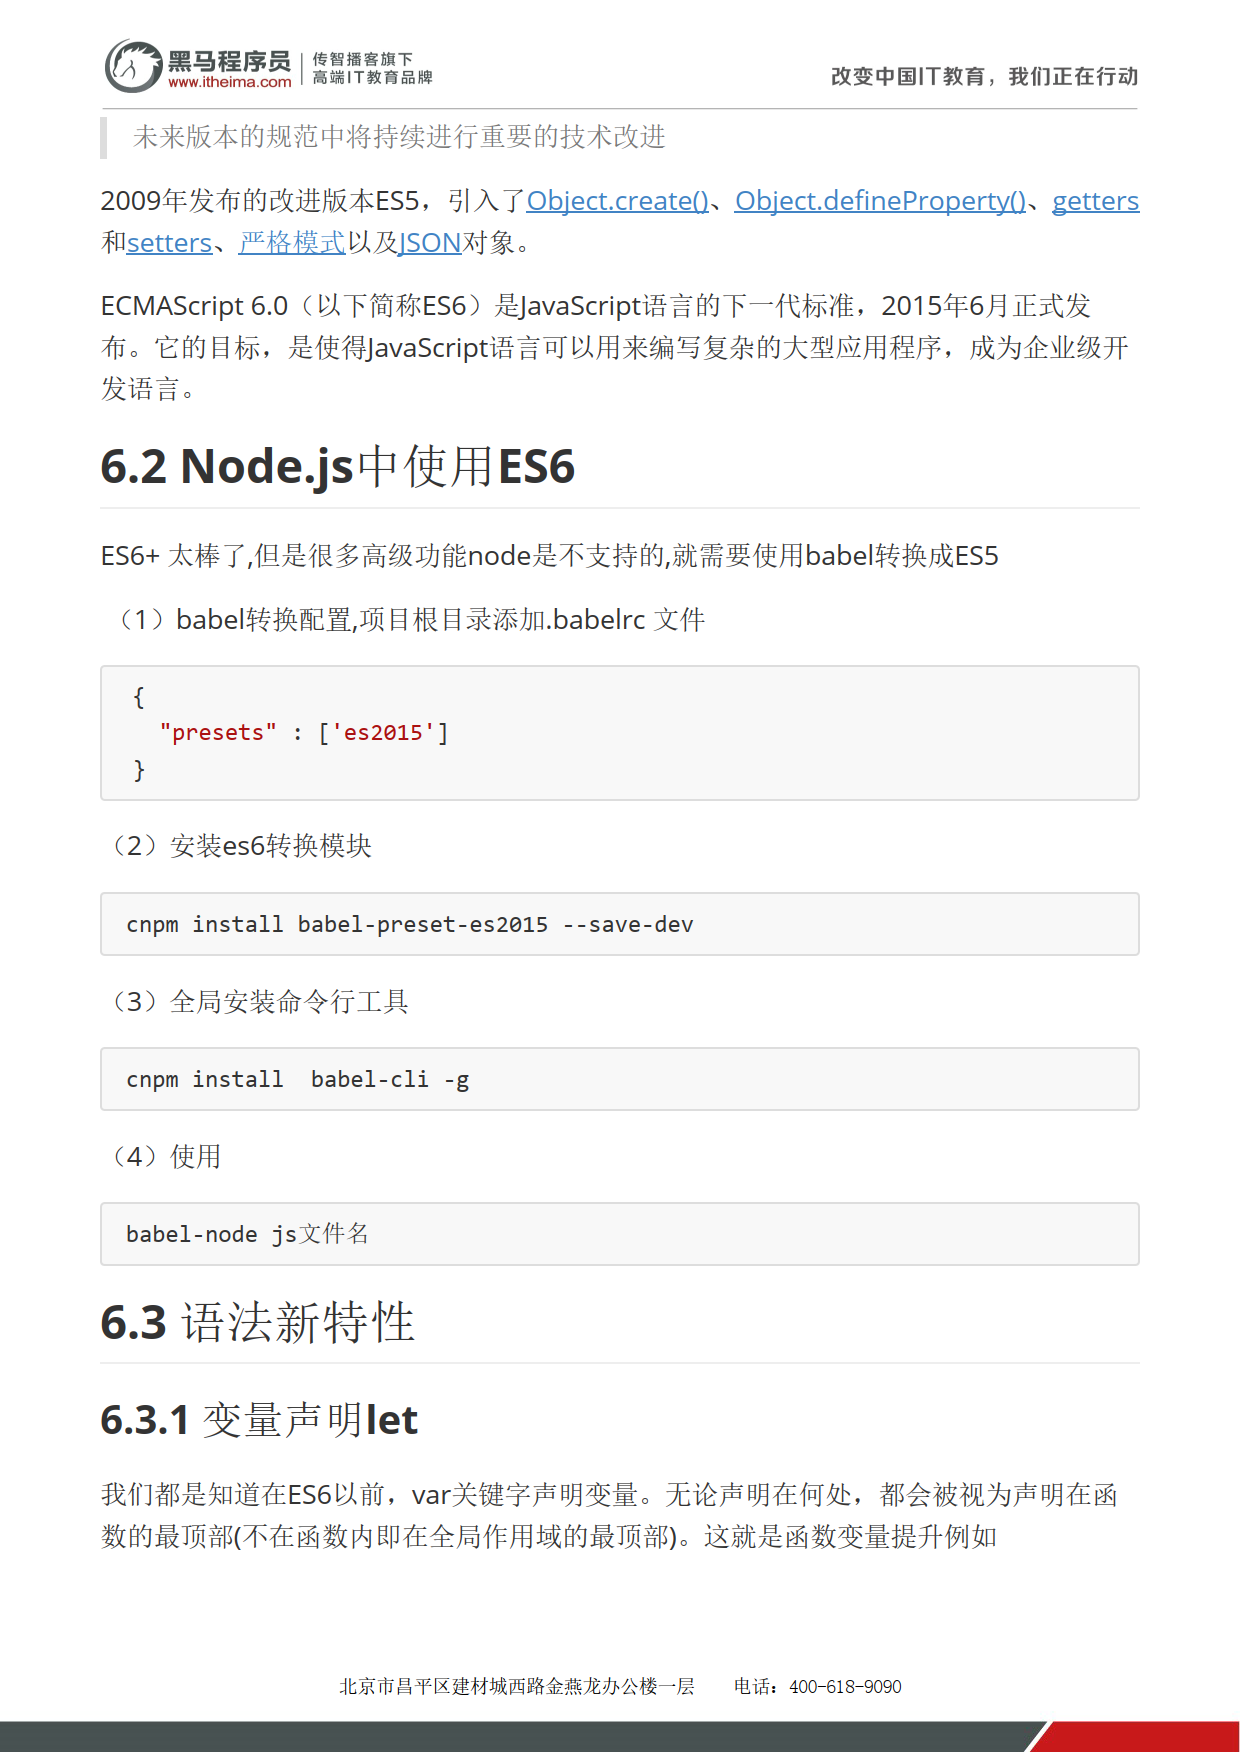 黑马程序员
www.itheima.com
传智播客旗下
高端IT教育品牌
改变中国IT教育，我们正在行动
未来版本的规范中将持续进行重要的技术改进
2009年发布的改进版本ES5，引入了Object.create()、Object.defineProperty()、getters
和setters、严格模式以及JSON对象。
ECMAScript 6.0（以下简称ES6）是JavaScript语言的下一代标准，2015年6月正式发
布。它的目标，是使得JavaScript语言可以用来编写复杂的大型应用程序，成为企业级开
发语言。
6.2 Node.js中使用ES6
ES6+ 太棒了,但是很多高级功能node是不支持的,就需要使用babel转换成ES5
（1）babel转换配置,项目根目录添加.babelrc 文件
{
"presets" : ['es2015']
}
（2）安装es6转换模块
cnpm install babel-preset-es2015 --save-dev
（3）全局安装命令行工具
cnpm install  babel-cli -g
（4）使用
babel-node js文件名
6.3 语法新特性
6.3.1 变量声明let
我们都是知道在ES6以前，var关键字声明变量。无论声明在何处，都会被视为声明在函
数的最顶部(不在函数内即在全局作用域的最顶部)。这就是函数变量提升例如
北京市昌平区建材城西路金燕龙办公楼一层 电话：400-618-9090